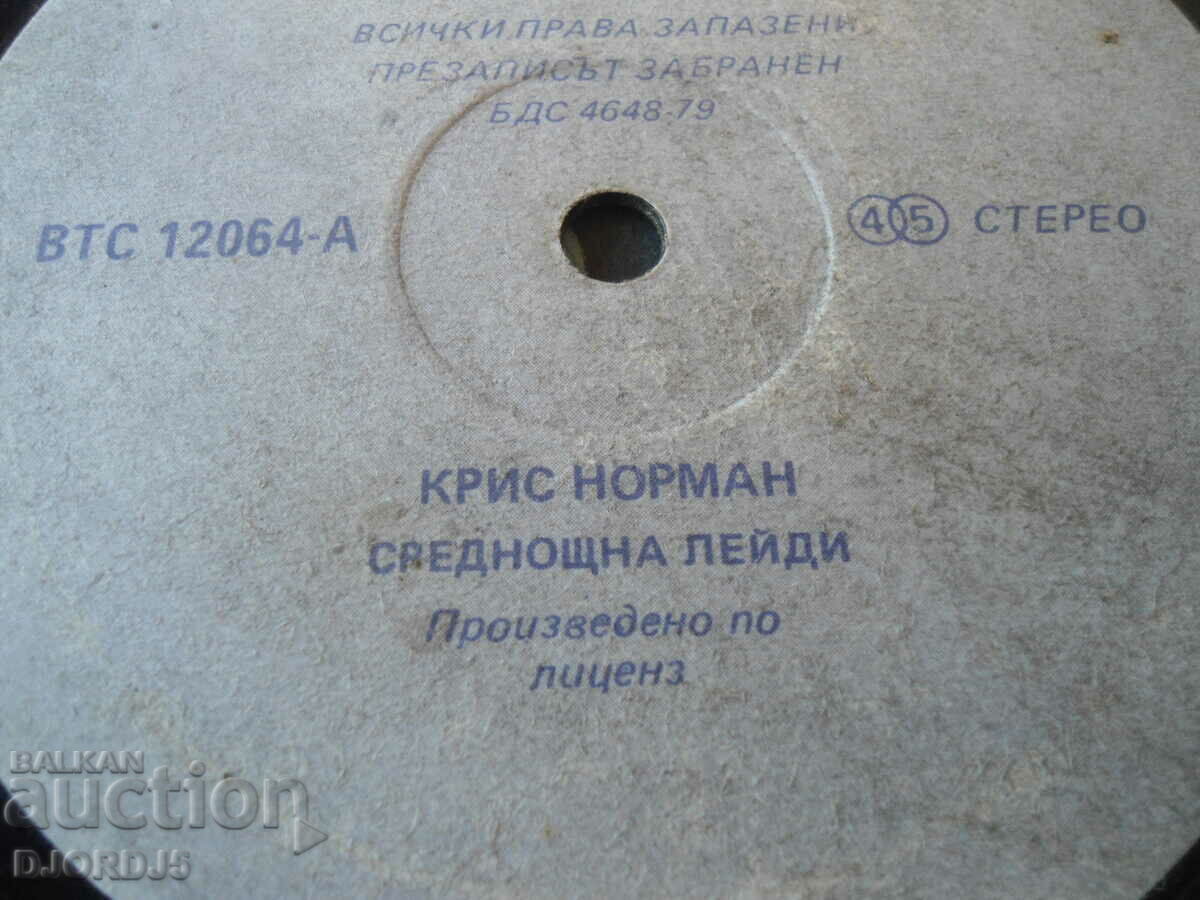 ВСИЧКИ ПРАВА ЗАПАЗЕНИ
ПРЕЗАПИСЪТ ЗАБРАНЕН
БДС 4648-79
ВТС 12064-А
45 СТЕРЕО
КРИС НОРМАН
СРЕДНОЩНА ЛЕЙДИ
Произведено по
лиценз
BALKAN
auction
DJORDJ5